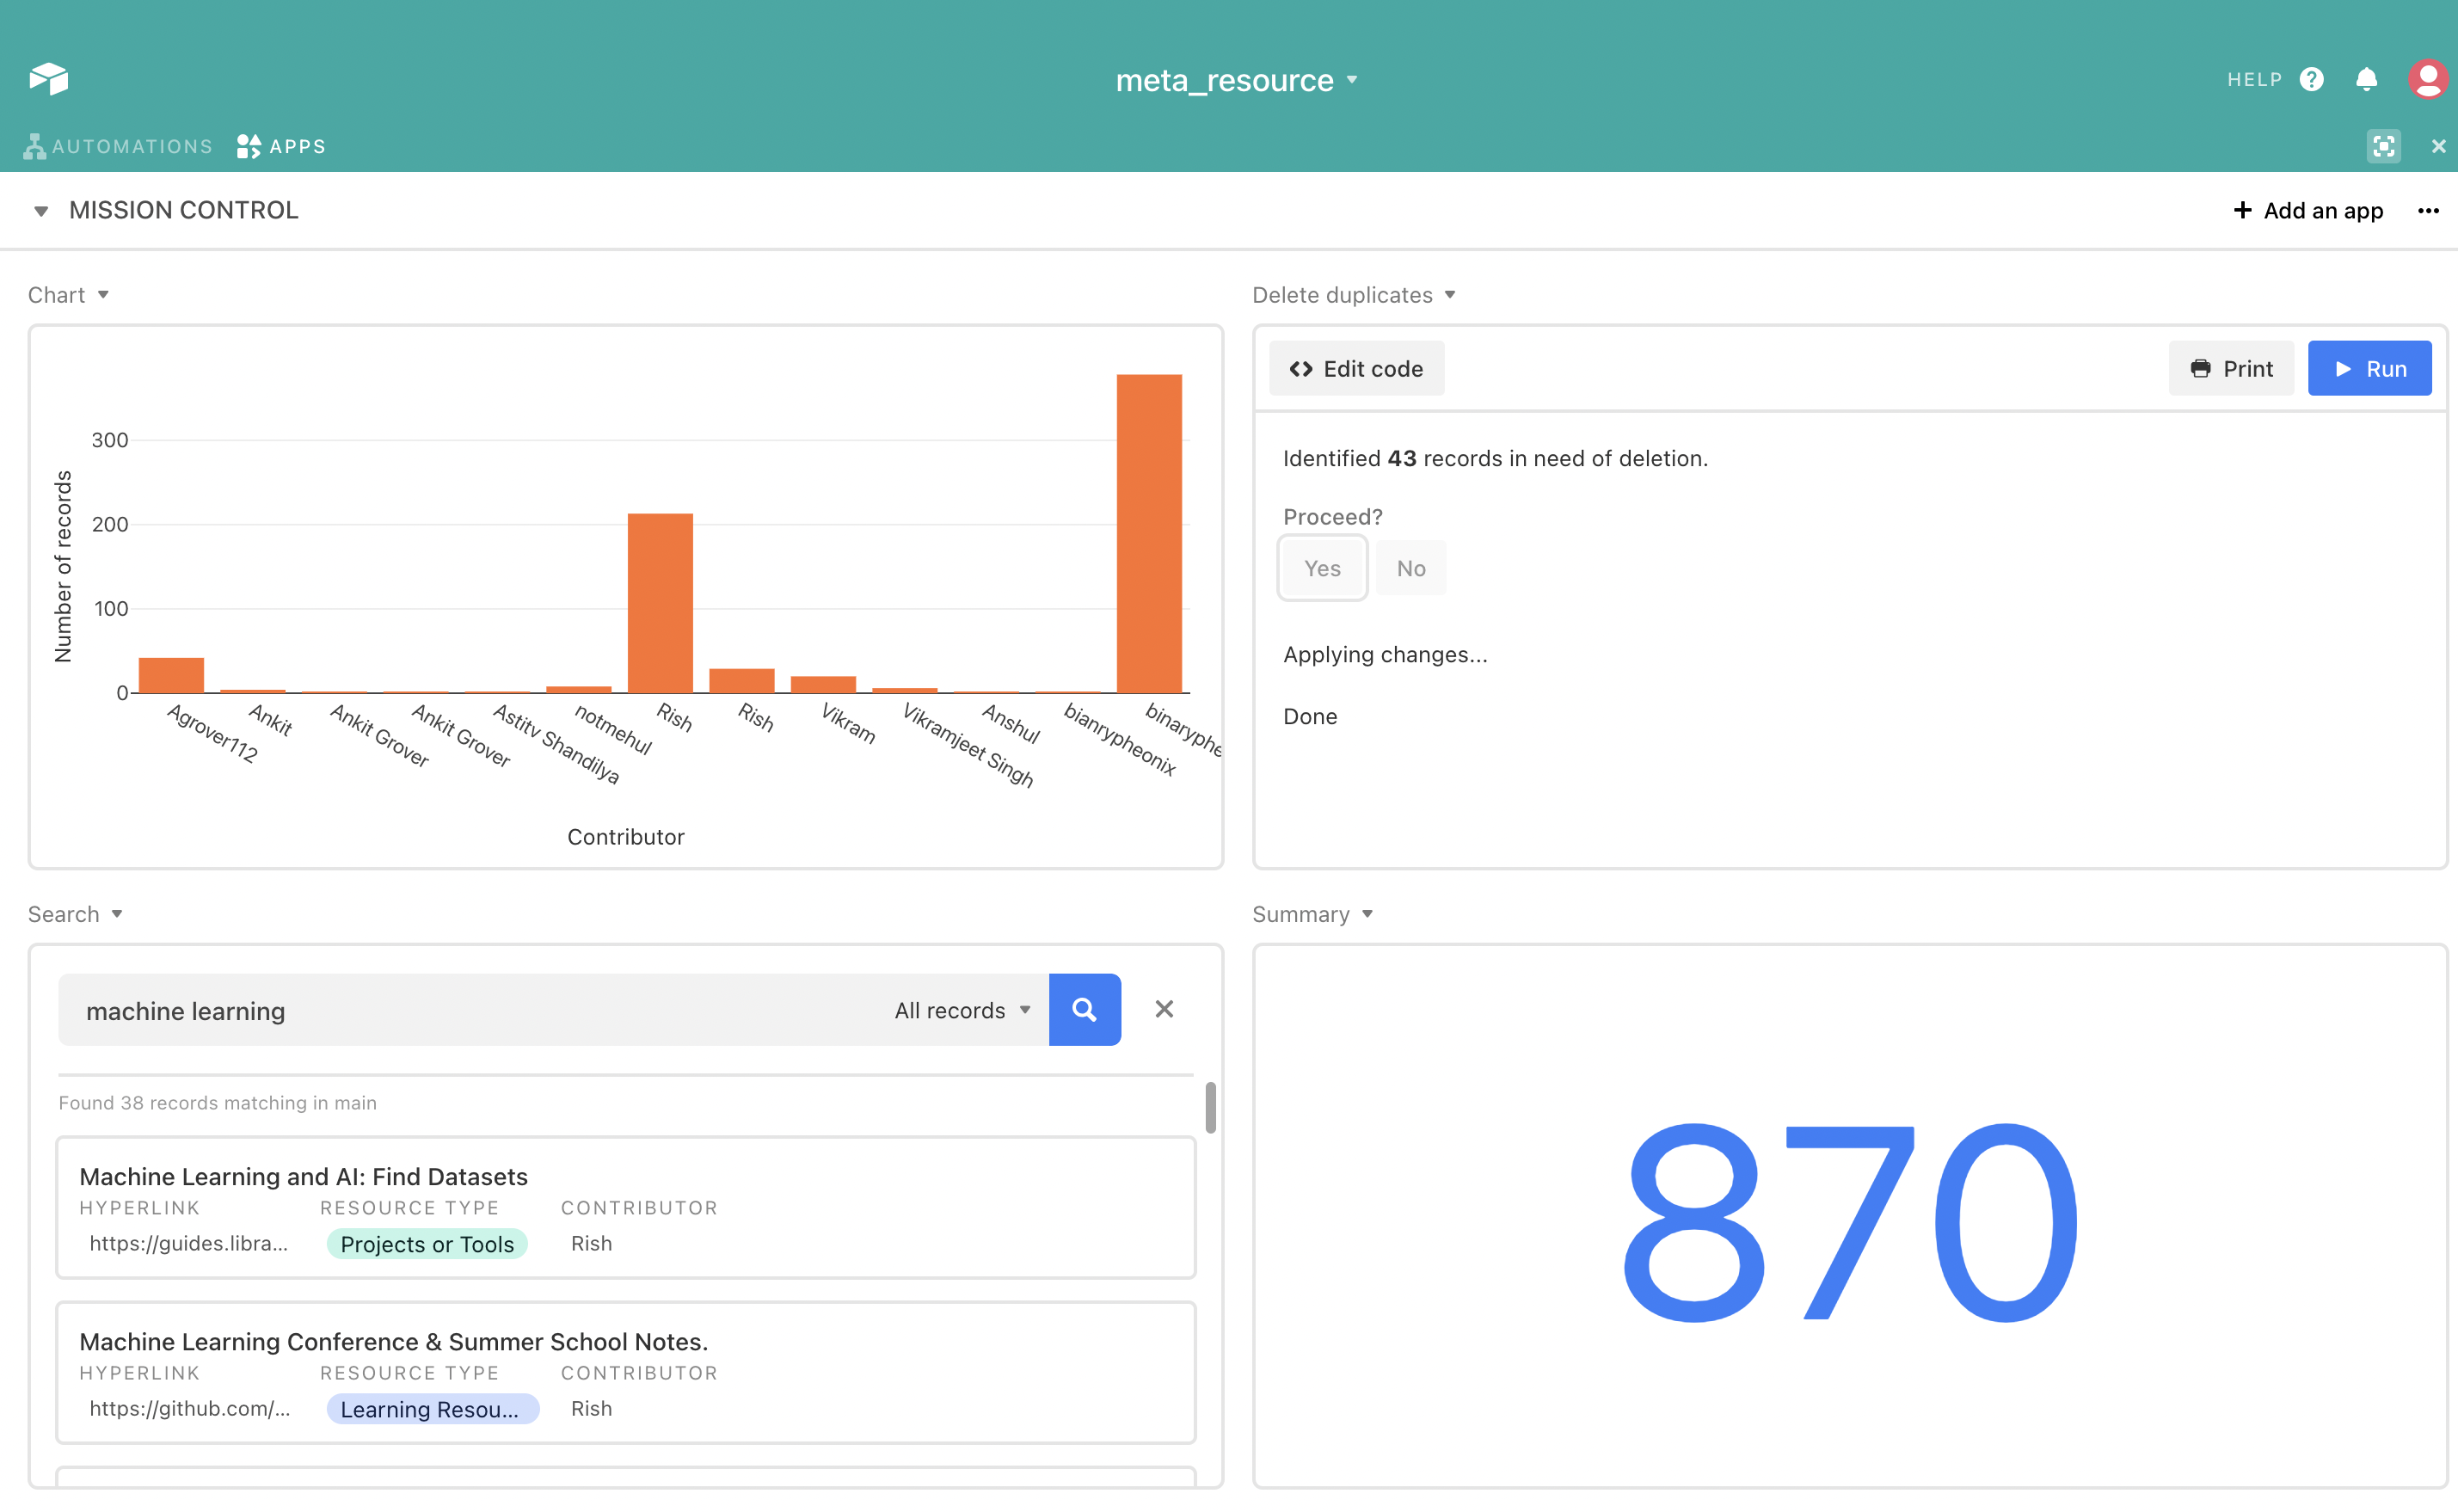 meta_resource
HELP
AUTOMATIONS APPS
MISSION CONTROL
Add an app
Chart
300
200
100
0
Number of records
Agrover112
Ankit
Ankit Grover
Ankit Grover
Astitv Shandilya
notmehul
Rish
Rish
Vikram
Vikramjeet Singh
Anshul
bianrypheonix
binaryphe
Contributor
Delete duplicates
Edit code
Print
Run
Identified 43 records in need of deletion.
Proceed?
Yes No
Applying changes...
Done
Search
machine learning
All records
Found 38 records matching in main
Machine Learning and AI: Find Datasets
HYPERLINK RESOURCE TYPE CONTRIBUTOR
https://guides.libra... Projects or Tools Rish
Machine Learning Conference & Summer School Notes.
HYPERLINK RESOURCE TYPE CONTRIBUTOR
https://github.com/... Learning Resou... Rish
Summary
870